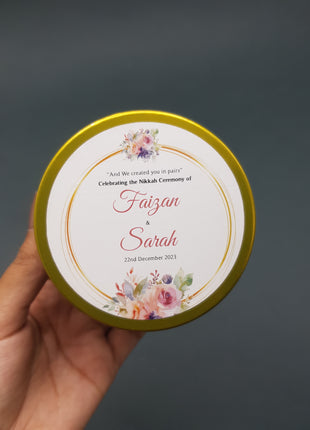 "And We created you in pairs"
Celebrating the Nikkah Ceremony of
Faizan
&
Sarah
22nd December 2023